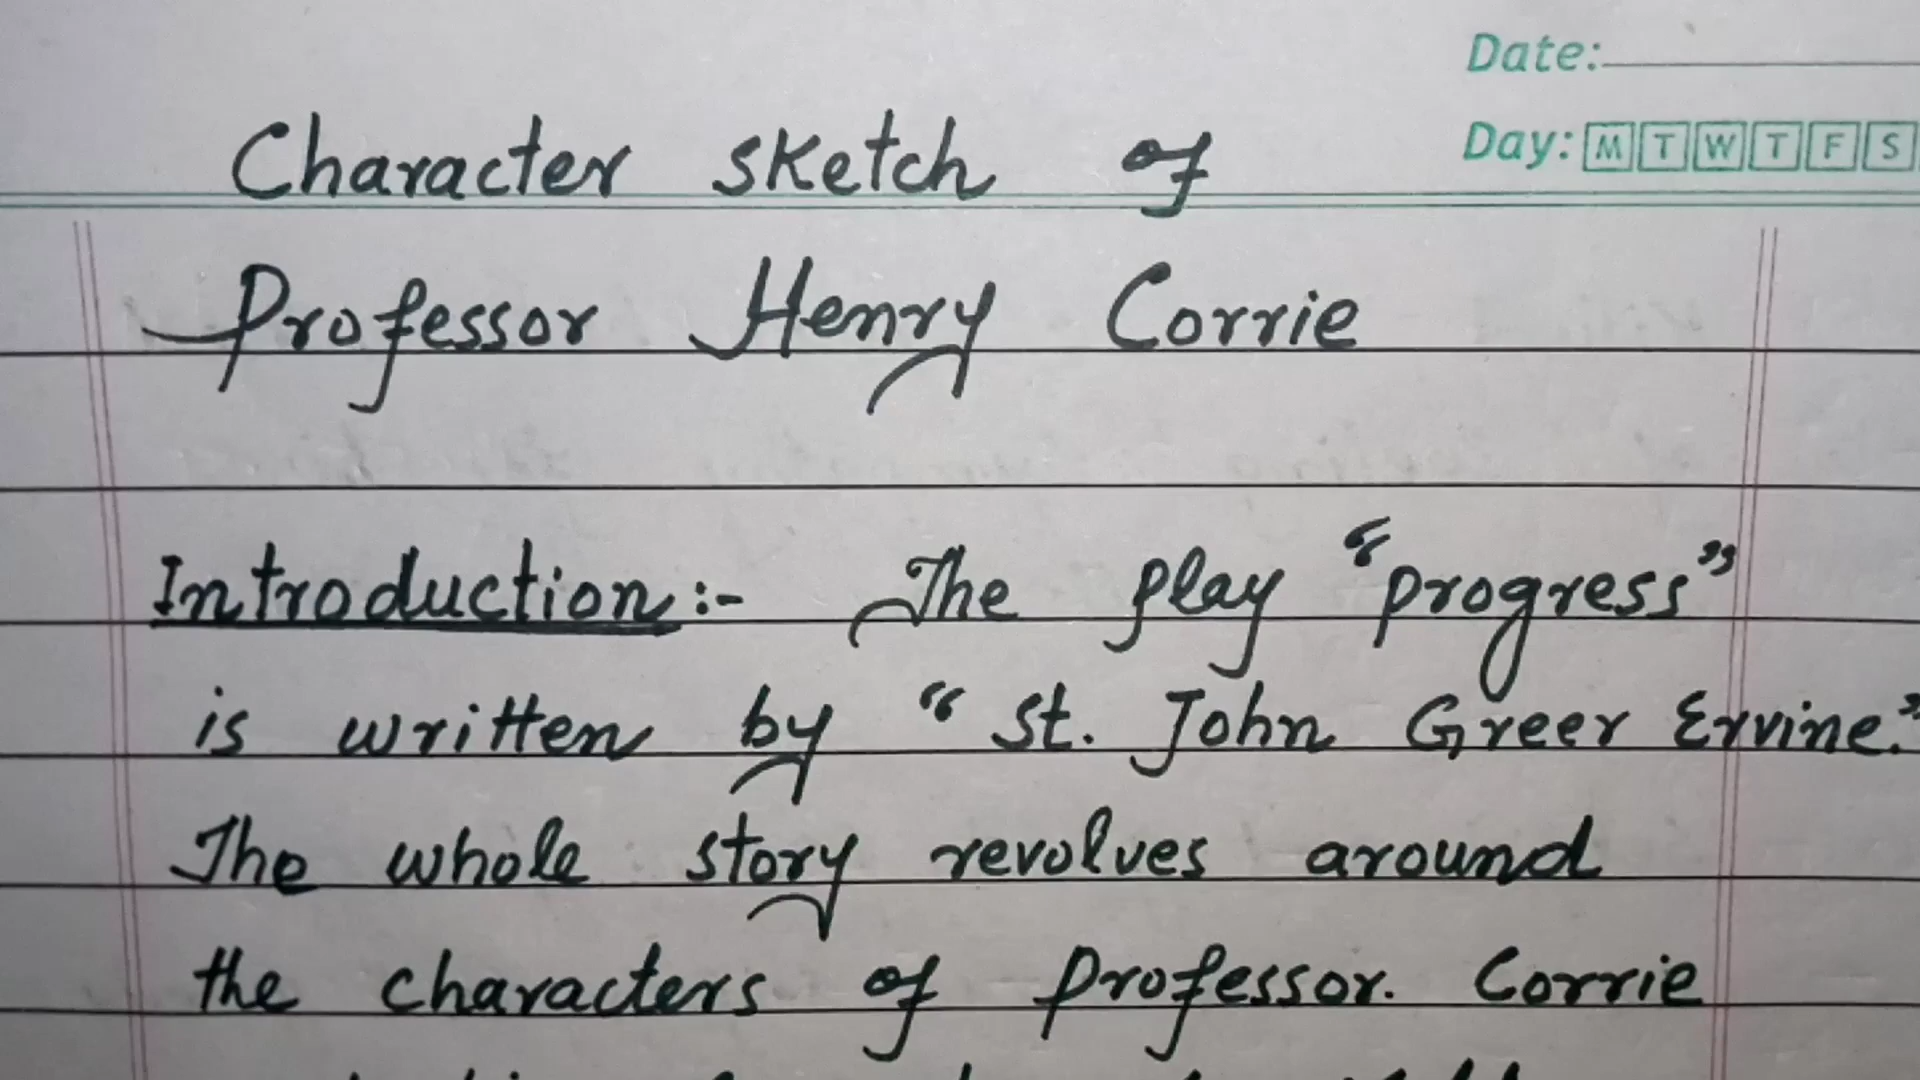 Date:
Day: M T W T F S
Character sketch of
Professor Henry Corrie
Introduction:- The play "progress"
is written by "St. John Greer Ervine."
The whole story revolves around
the characters of professor. Corrie